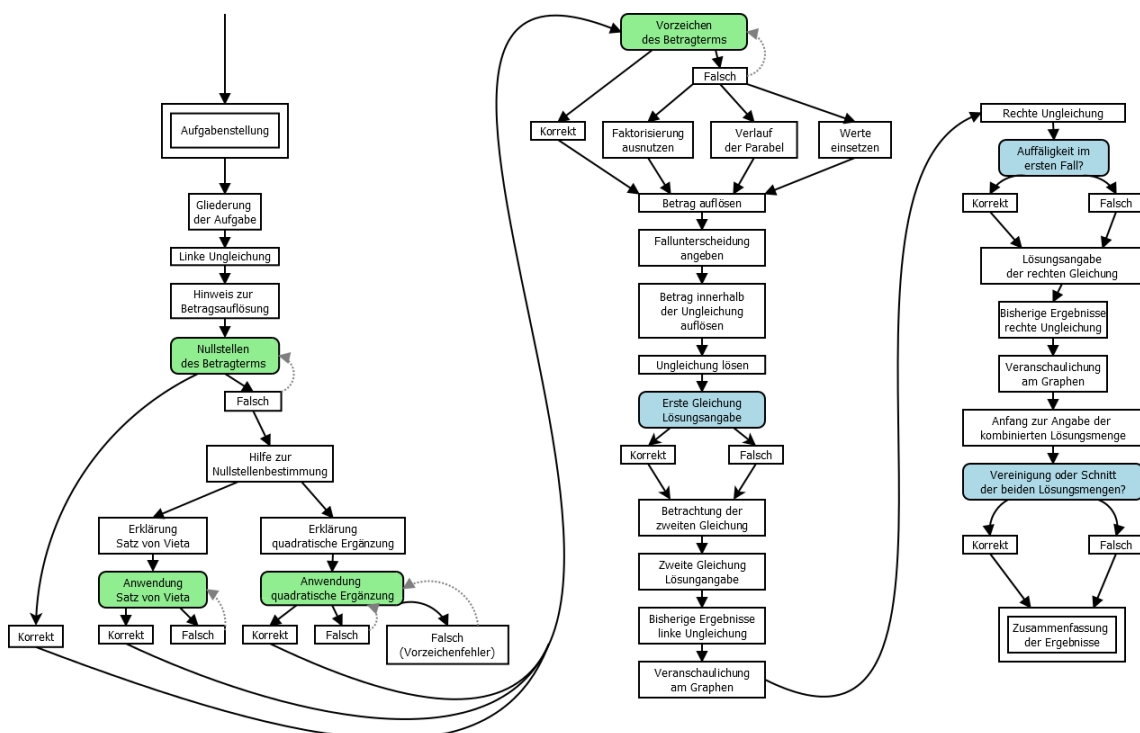 Aufgabenstellung
Gliederung
der Aufgabe
Linke Ungleichung
Hinweis zur
Betragsauflösung
Nullstellen
des Betragterms
Falsch
Hilfe zur
Nullstellenbestimmung
Erklärung
Satz von Vieta
Erklärung
quadratische Ergänzung
Anwendung
Satz von Vieta
Anwendung
quadratische Ergänzung
Korrekt
Korrekt
Falsch
Korrekt
Falsch
Falsch
(Vorzeichenfehler)
Vorzeichen
des Betragterms
Falsch
Korrekt
Faktorisierung
ausnutzen
Verlauf
der Parabel
Werte
einsetzen
Betrag auflösen
Fallunterscheidung
angeben
Betrag innerhalb
der Ungleichung
auflösen
Ungleichung lösen
Erste Gleichung
Lösungsangabe
Korrekt
Falsch
Betrachtung der
zweiten Gleichung
Zweite Gleichung
Lösungangabe
Bisherige Ergebnisse
linke Ungleichung
Veranschaulichung
am Graphen
Rechte Ungleichung
Auffäligkeit im
ersten Fall?
Korrekt
Falsch
Lösungsangabe
der rechten Gleichung
Bisherige Ergebnisse
rechte Ungleichung
Veranschaulichung
am Graphen
Anfang zur Angabe der
kombinierten Lösungsmenge
Vereinigung oder Schnitt
der beiden Lösungsmengen?
Korrekt
Falsch
Zusammenfassung
der Ergebnisse